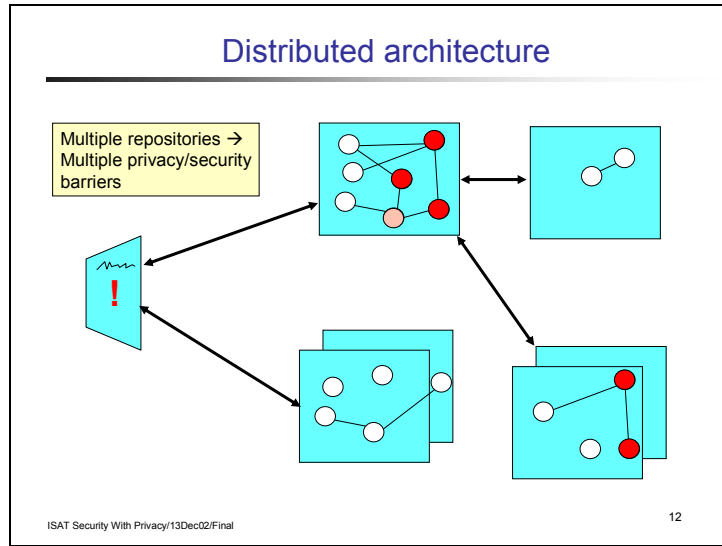 Distributed architecture
Multiple repositories →
Multiple privacy/security
barriers
!
ISAT Security With Privacy/13Dec02/Final
12